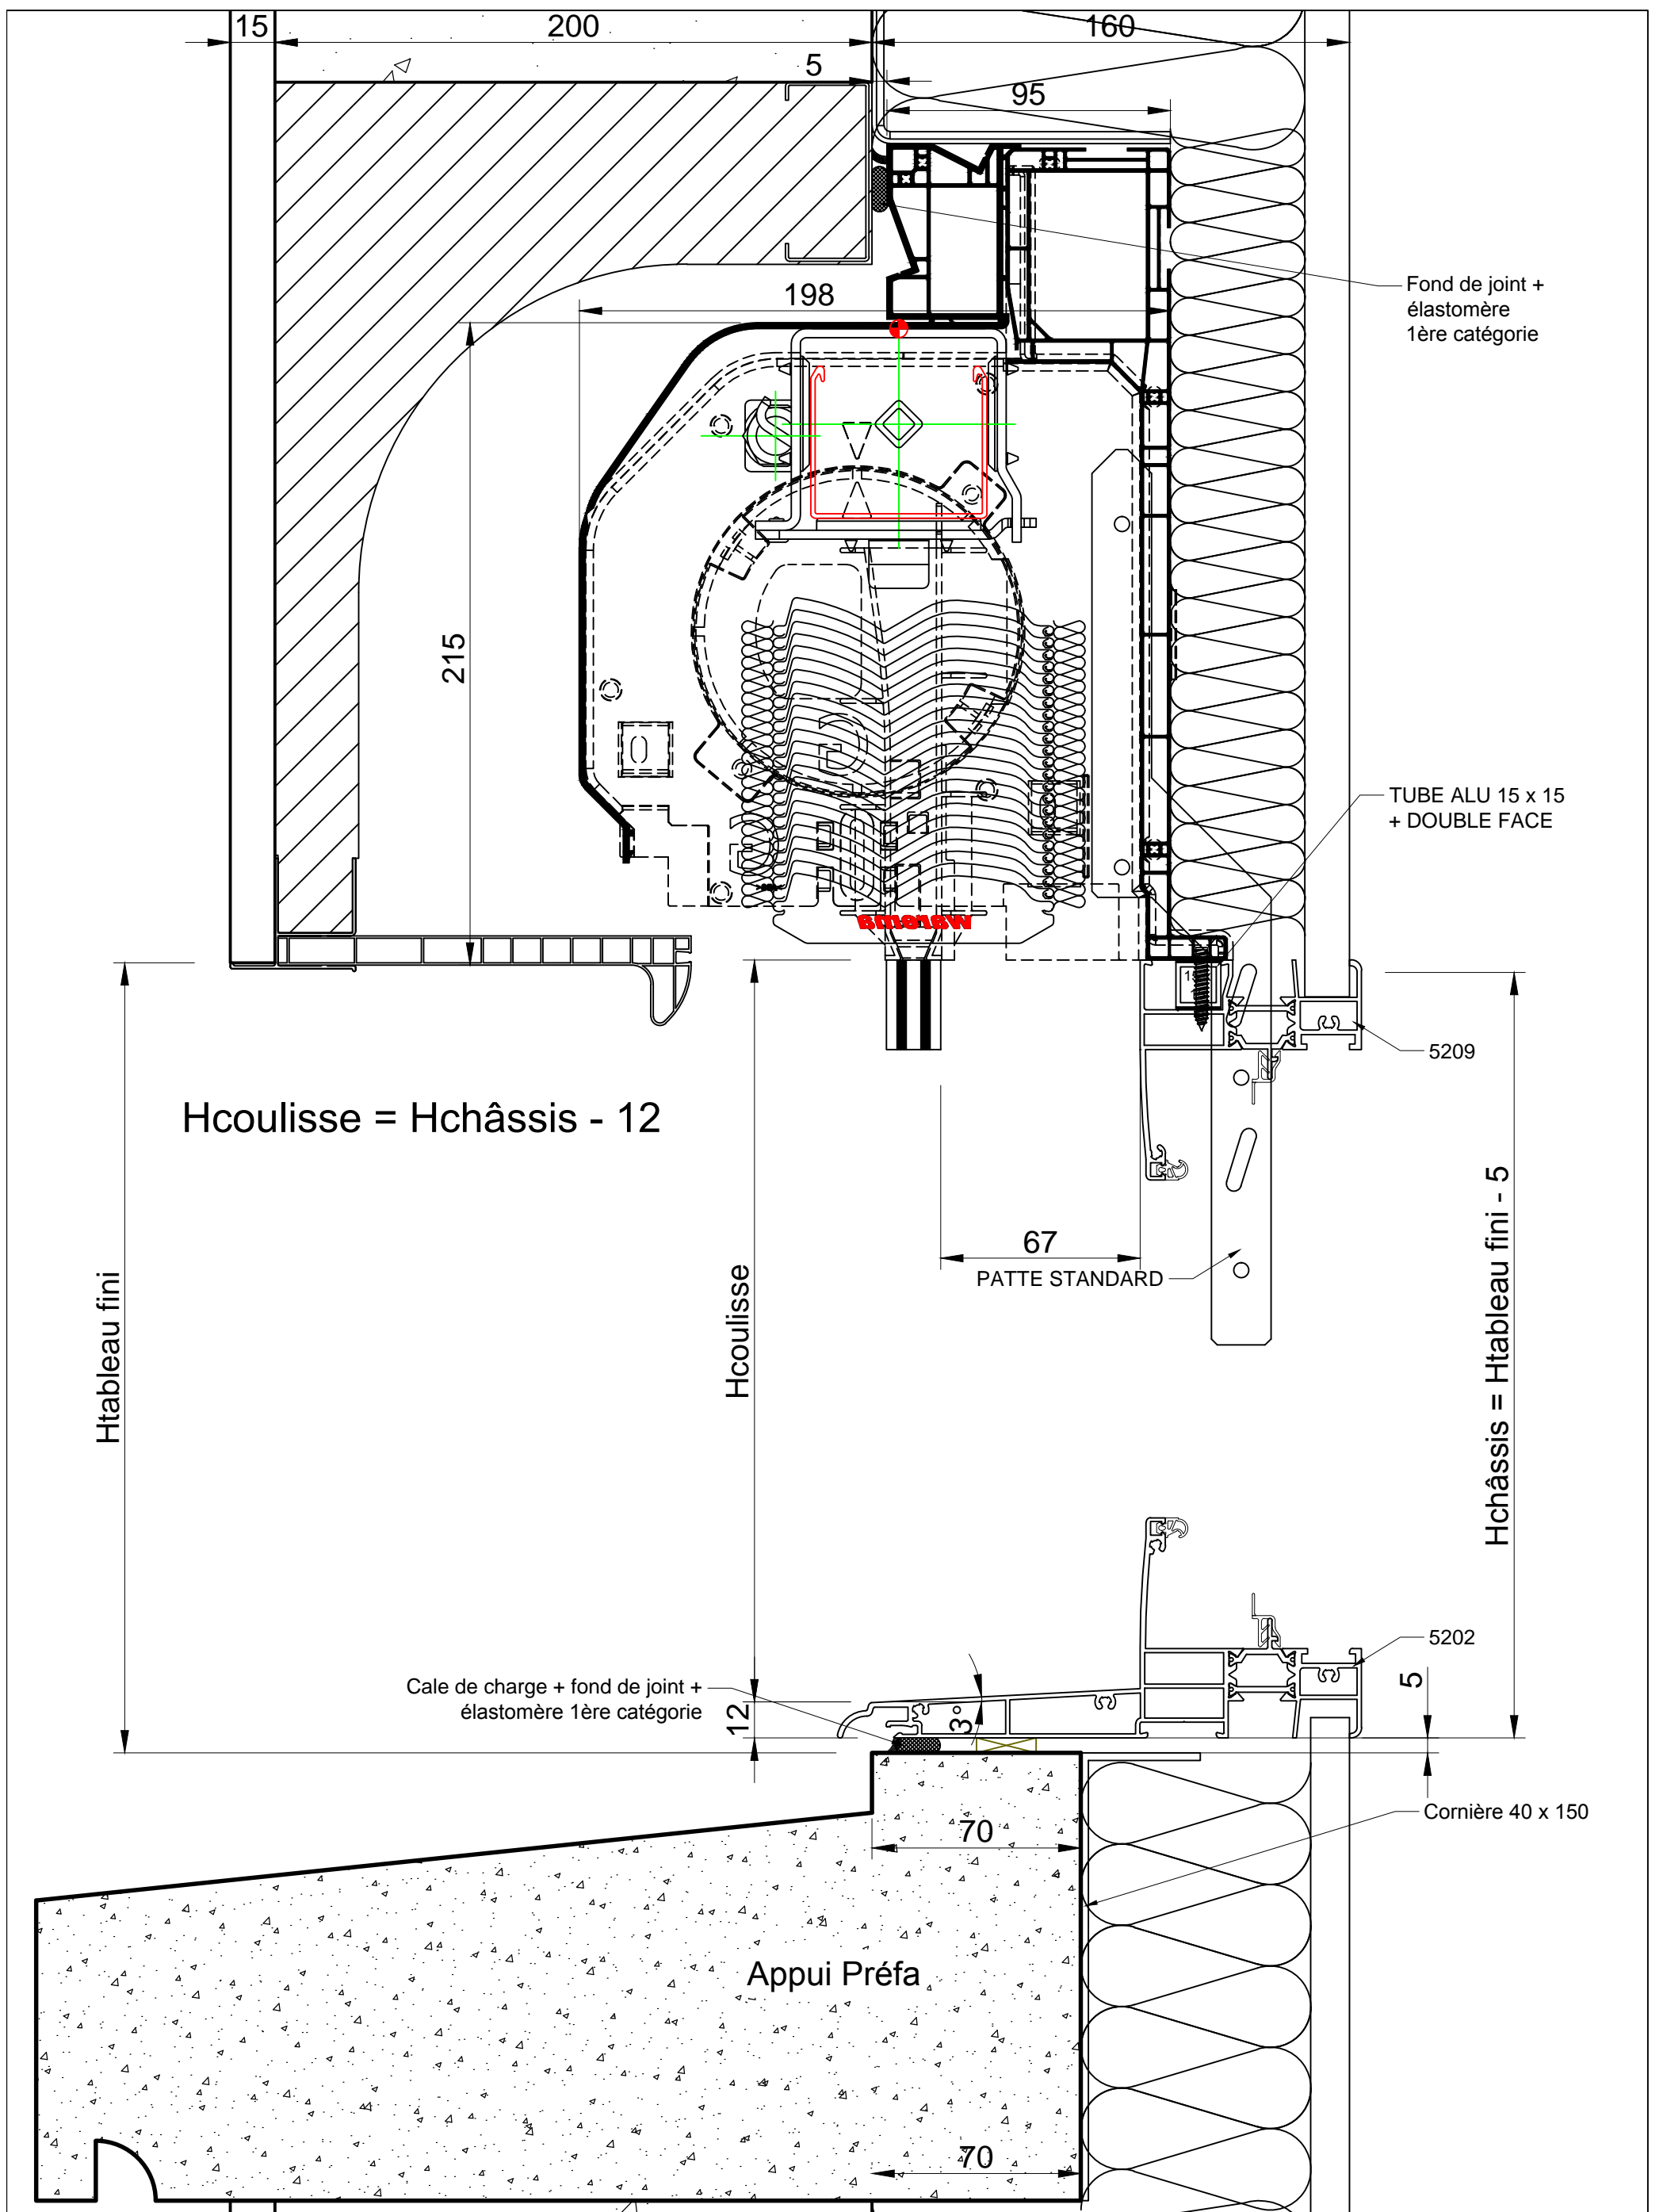 15
200
160
5
95
198
Fond de joint +
élastomère
1ère catégorie
215
TUBE ALU 15 x 15
+ DOUBLE FACE
5209
Hcoulisse = Hchâssis - 12
67
PATTE STANDARD
Htableau fini
Hcoulisse
Hchâssis = Htableau fini - 5
5202
Cale de charge + fond de joint +
élastomère 1ère catégorie
12
3°
5
70
Cornière 40 x 150
Appui Préfa
70